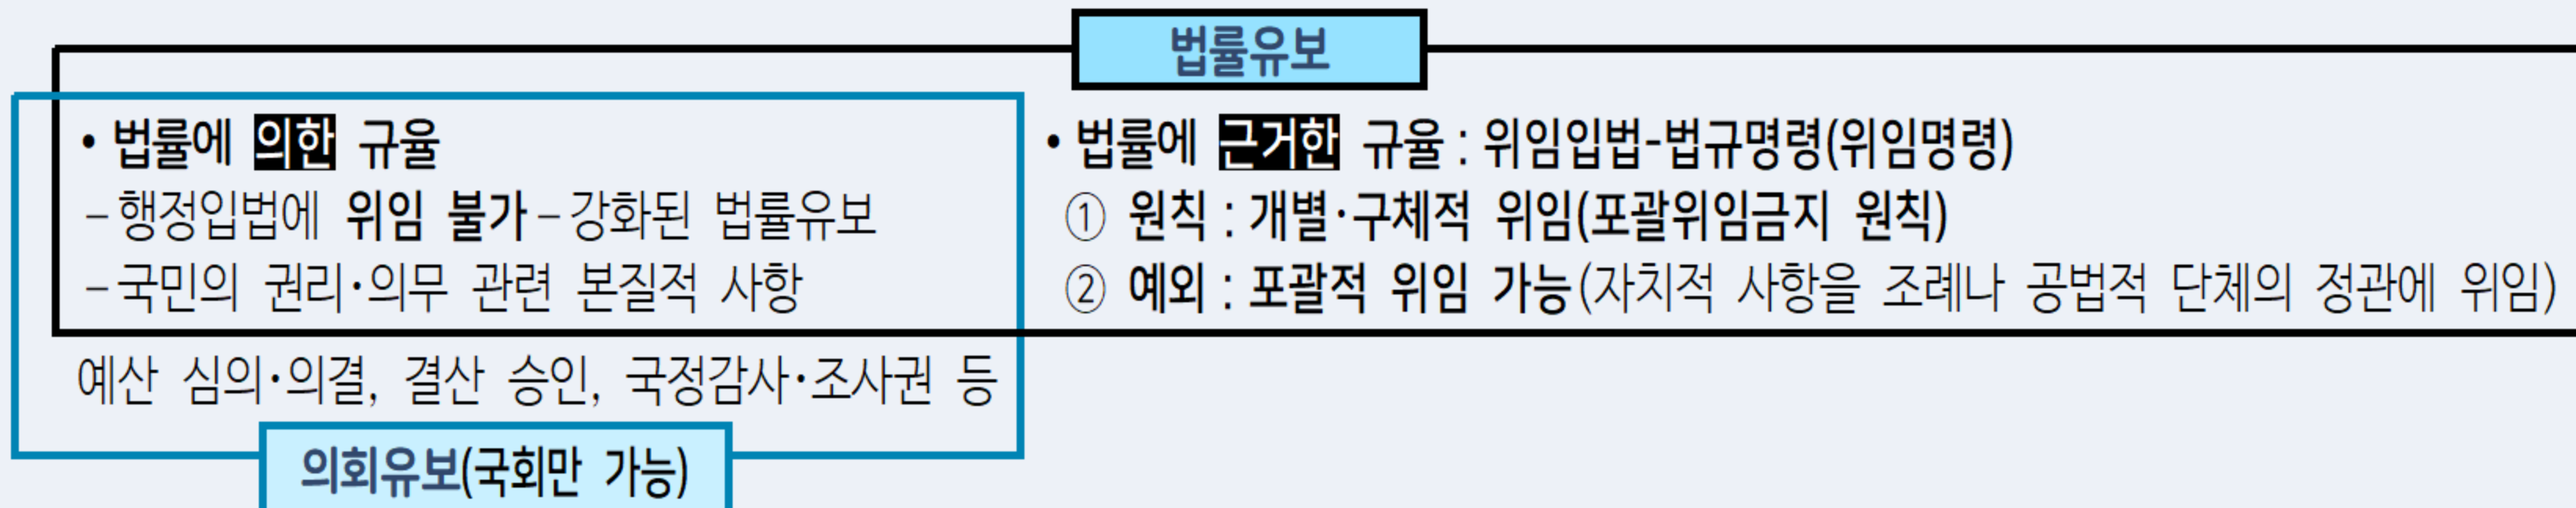 법률유보
• 법률에 의한 규율
– 행정입법에 위임 불가 – 강화된 법률유보
– 국민의 권리·의무 관련 본질적 사항
• 법률에 근거한 규율 : 위임입법-법규명령(위임명령)
① 원칙 : 개별·구체적 위임(포괄위임금지 원칙)
② 예외 : 포괄적 위임 가능(자치적 사항을 조례나 공법적 단체의 정관에 위임)
예산 심의·의결, 결산 승인, 국정감사·조사권 등
의회유보(국회만 가능)